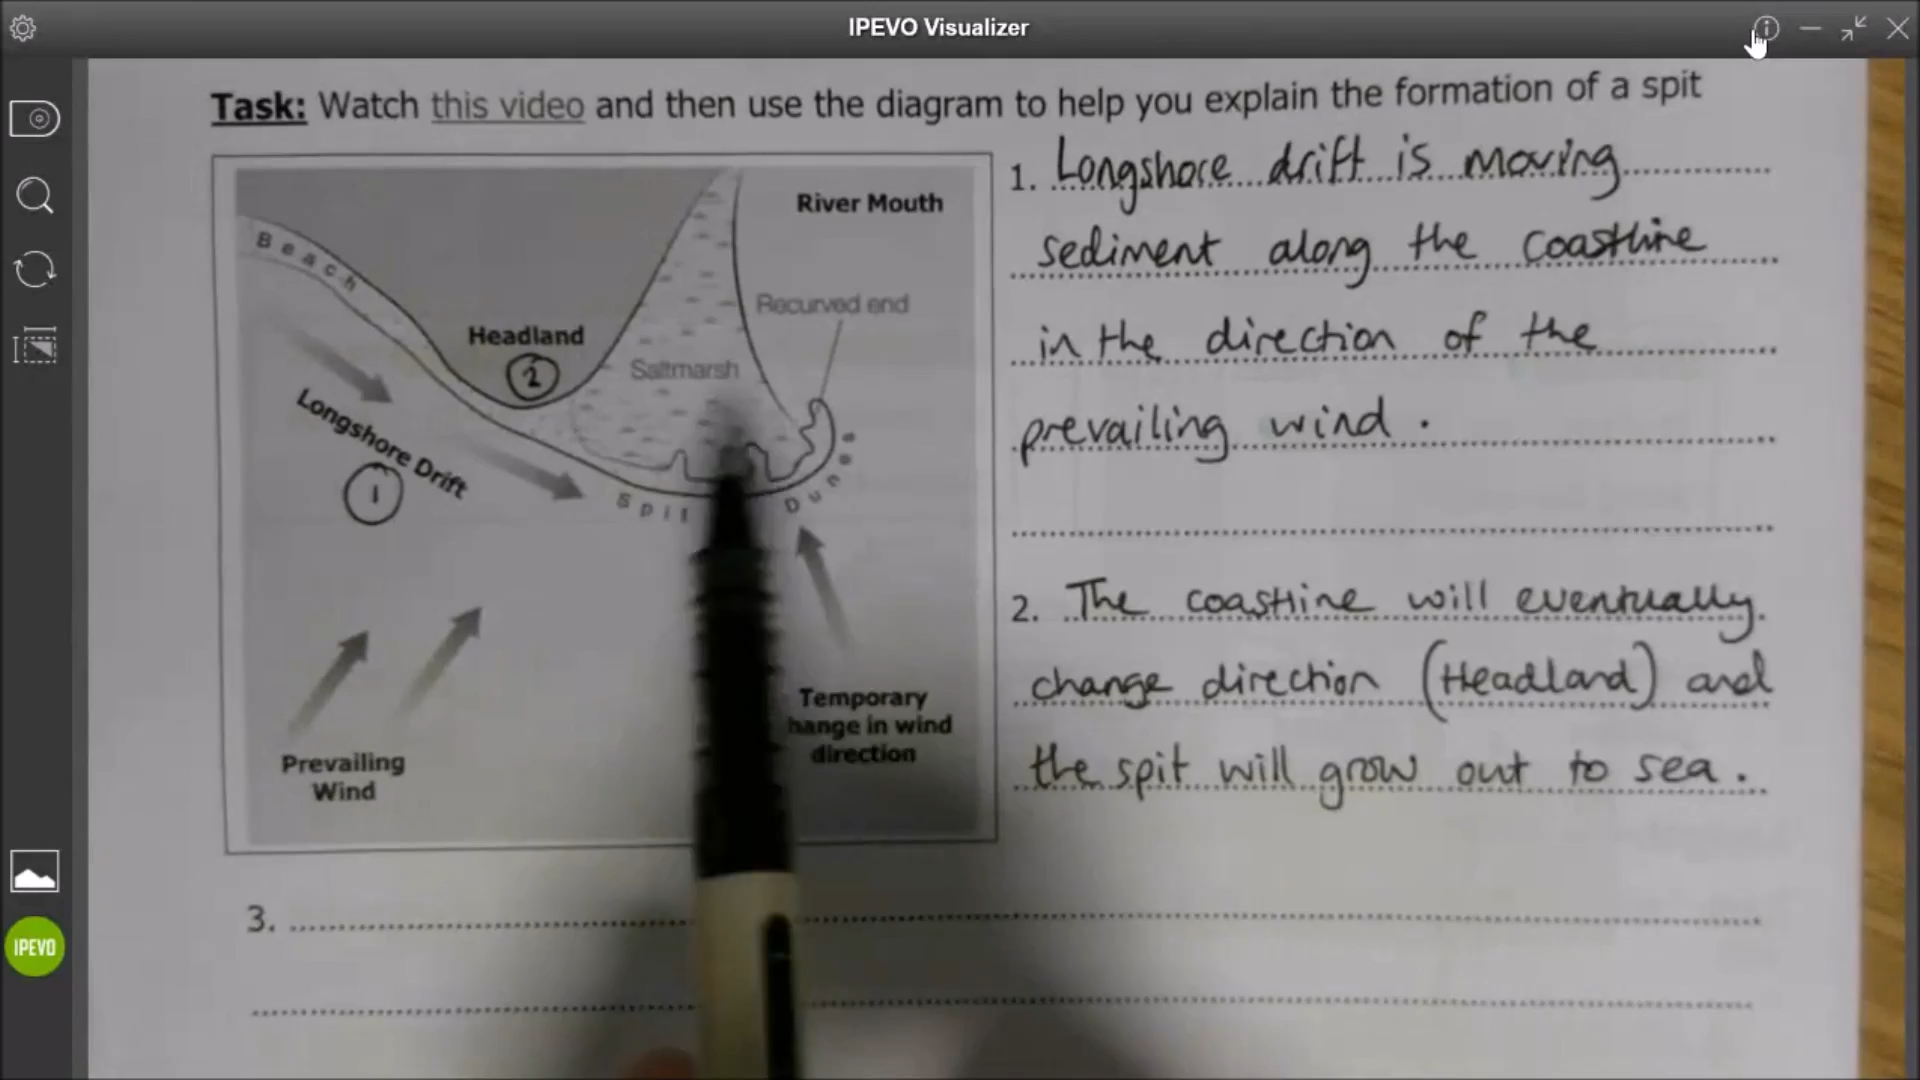 IPEVO Visualizer
Task: Watch this video and then use the diagram to help you explain the formation of a spit
Beach
River Mouth
Recurved end
Headland
2
Saltmarsh
Longshore Drift
1
Spit
Dunes
Prevailing
Wind
Temporary
hange in wind
direction
1. Longshore drift is moving
sediment along the coastline
in the direction of the
prevailing wind.
2. The coastline will eventually
change direction (Headland) and
the spit will grow out to sea.
3.
IPEVO